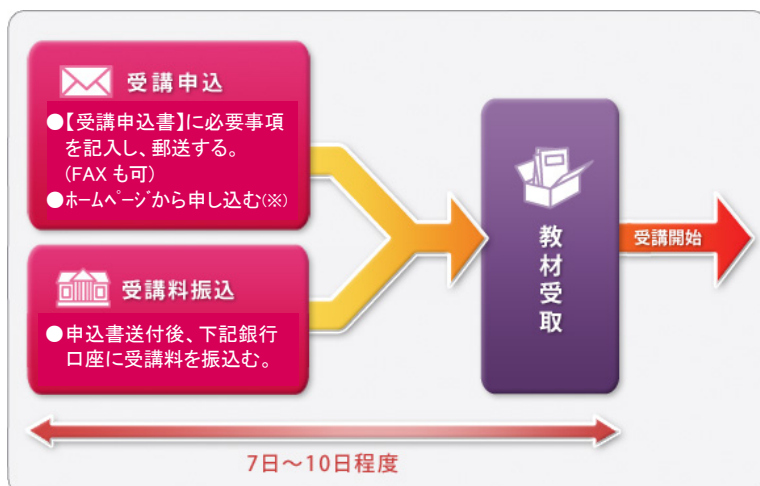 受講申込
●【受講申込書】に必要事項
を記入し、郵送する。
(FAXも可)
●ホームページから申し込む(※)
受講料振込
●申込書送付後、下記銀行
口座に受講料を振込む。
教材受取
受講開始
7日～10日程度